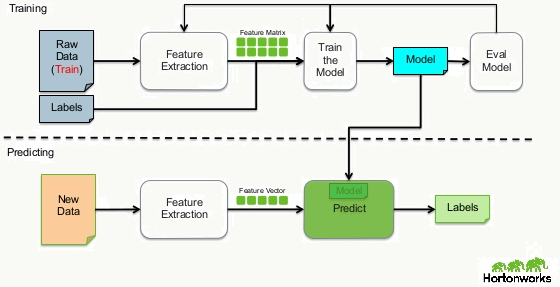 Training
Raw
Data
(Train)
Feature
Extraction
Feature Matrix
Train
the
Model
Model
Eval
Model
Labels
Predicting
New
Data
Feature
Extraction
Feature Vector
Model
Predict
Labels
Hortonworks